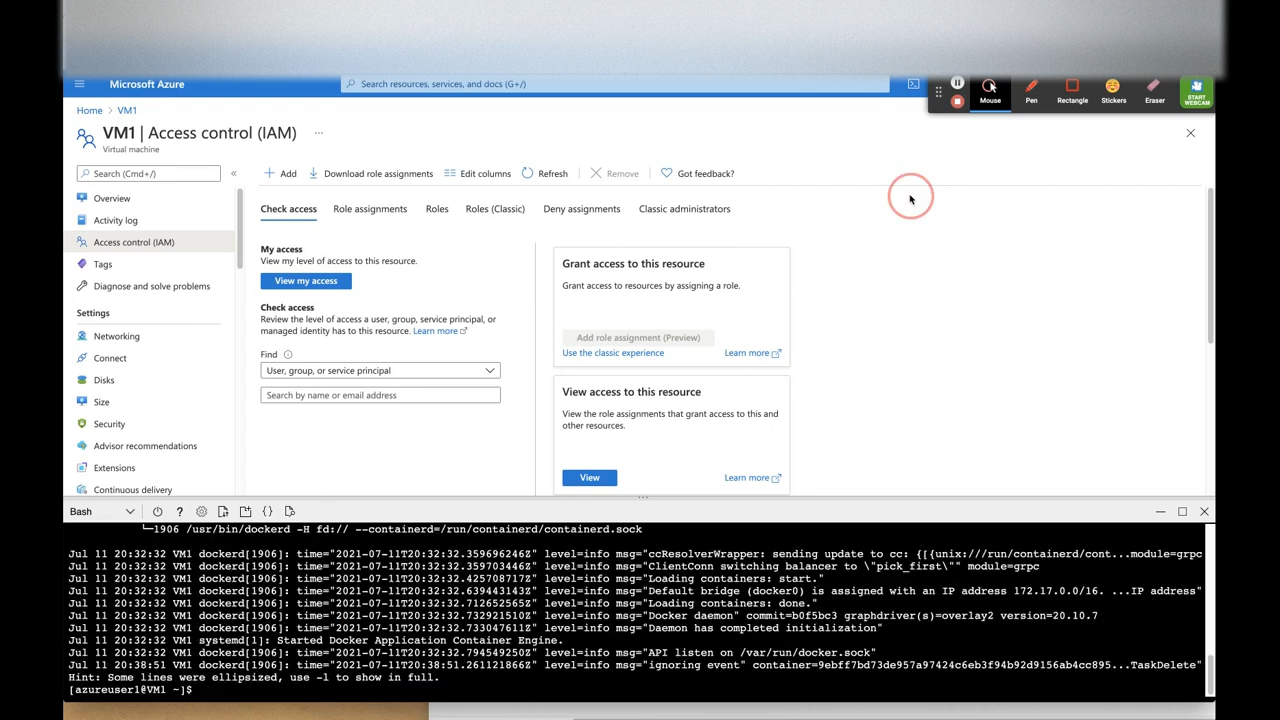 Microsoft Azure
Search resources, services, and docs (G+/)
Mouse
Pen
Rectangle
Stickers
Eraser
START
WEBCAM
Home > VM1
VM1 | Access control (IAM) ...
Virtual machine
Search (Cmd+/)
«
Add
Download role assignments
Edit columns
Refresh
Remove
Got feedback?
Overview
Activity log
Access control (IAM)
Tags
Diagnose and solve problems
Settings
Networking
Connect
Disks
Size
Security
Advisor recommendations
Extensions
Continuous delivery
Check access
Role assignments
Roles
Roles (Classic)
Deny assignments
Classic administrators
My access
View my level of access to this resource.
View my access
Check access
Review the level of access a user, group, service principal, or
managed identity has to this resource. Learn more
Find
User, group, or service principal
Search by name or email address
Grant access to this resource
Grant access to resources by assigning a role.
Add role assignment (Preview)
Use the classic experience
Learn more
View access to this resource
View the role assignments that grant access to this and
other resources.
View
Learn more
Bash
?
{}
└─1906 /usr/bin/dockerd -H fd:// --containerd=/run/containerd/containerd.sock
Jul 11 20:32:32 VM1 dockerd[1906]: time="2021-07-11T20:32:32.359696246Z" level=info msg="ccResolverWrapper: sending update to cc: {[{unix:///run/containerd/cont...module=grpc
Jul 11 20:32:32 VM1 dockerd[1906]: time="2021-07-11T20:32:32.359703446Z" level=info msg="ClientConn switching balancer to \"pick_first\"" module=grpc
Jul 11 20:32:32 VM1 dockerd[1906]: time="2021-07-11T20:32:32.425708717Z" level=info msg="Loading containers: start."
Jul 11 20:32:32 VM1 dockerd[1906]: time="2021-07-11T20:32:32.639443143Z" level=info msg="Default bridge (docker0) is assigned with an IP address 172.17.0.0/16. ...IP address"
Jul 11 20:32:32 VM1 dockerd[1906]: time="2021-07-11T20:32:32.712652565Z" level=info msg="Loading containers: done."
Jul 11 20:32:32 VM1 dockerd[1906]: time="2021-07-11T20:32:32.732921510Z" level=info msg="Docker daemon" commit=b0f5bc3 graphdriver(s)=overlay2 version=20.10.7
Jul 11 20:32:32 VM1 dockerd[1906]: time="2021-07-11T20:32:32.733047611Z" level=info msg="Daemon has completed initialization"
Jul 11 20:32:32 VM1 systemd[1]: Started Docker Application Container Engine.
Jul 11 20:32:32 VM1 dockerd[1906]: time="2021-07-11T20:32:32.794549250Z" level=info msg="API listen on /var/run/docker.sock"
Jul 11 20:38:51 VM1 dockerd[1906]: time="2021-07-11T20:38:51.261121866Z" level=info msg="ignoring event" container=9ebff7bd73de957a97424c6eb3f94b92d9156ab4cc895...TaskDelete"
Hint: Some lines were ellipsized, use -l to show in full.
[azureuser1@VM1 ~]$